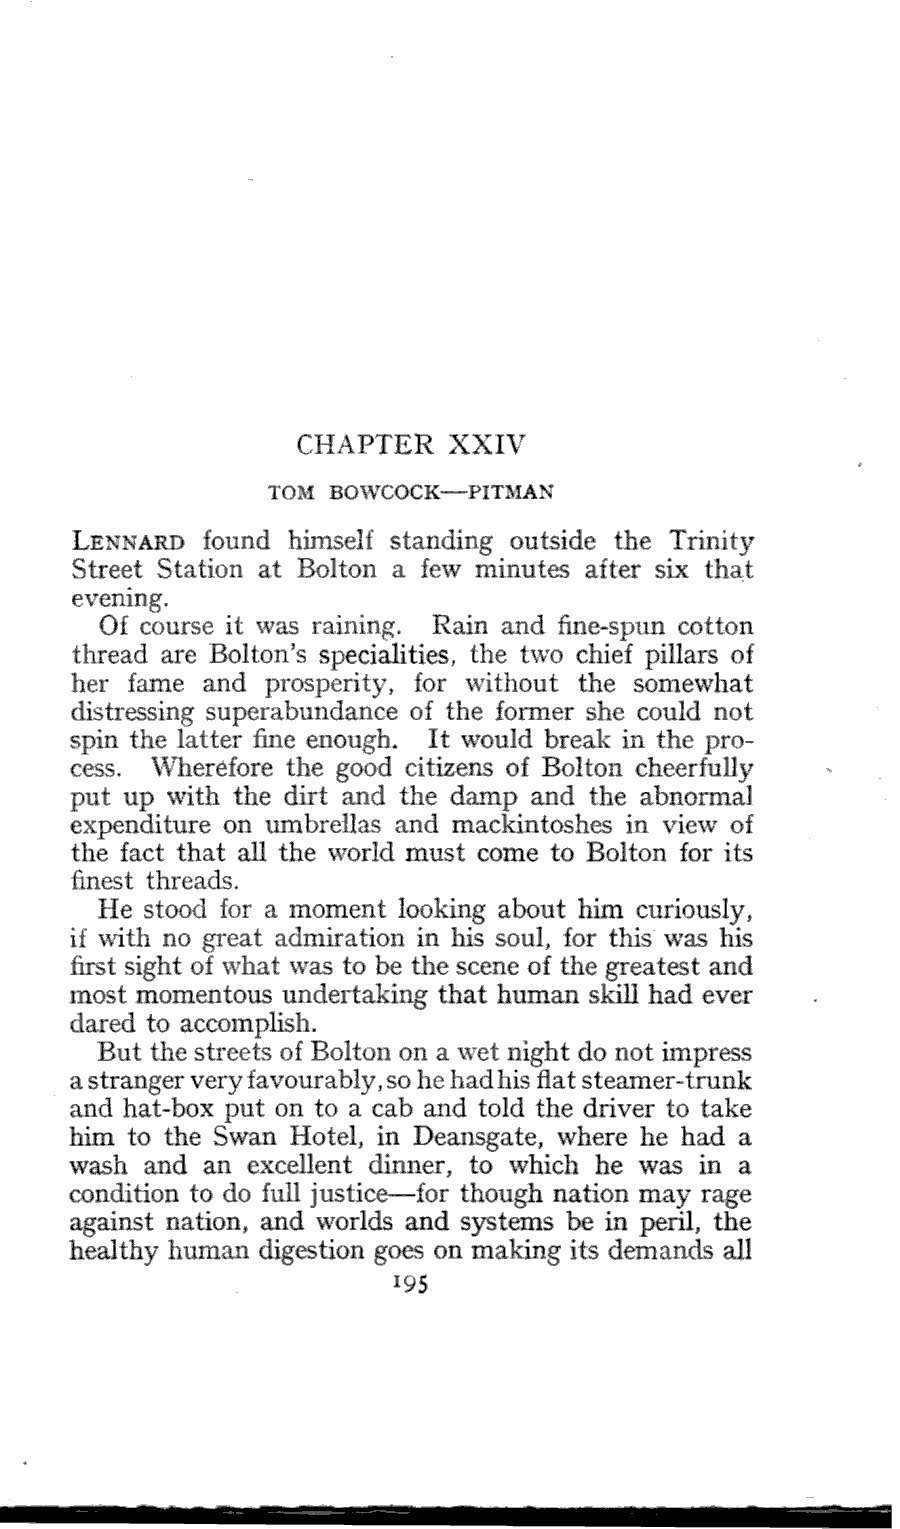 CHAPTER XXIV
TOM BOWCOCK—PITMAN
LENNARD found himself standing outside the Trinity
Street Station at Bolton a few minutes after six that
evening.
Of course it was raining. Rain and fine-spun cotton
thread are Bolton's specialities, the two chief pillars of
her fame and prosperity, for without the somewhat
distressing superabundance of the former she could not
spin the latter fine enough. It would break in the pro-
cess. Wherefore the good citizens of Bolton cheerfully
put up with the dirt and the damp and the abnormal
expenditure on umbrellas and mackintoshes in view of
the fact that all the world must come to Bolton for its
finest threads.
He stood for a moment looking about him curiously,
if with no great admiration in his soul, for this was his
first sight of what was to be the scene of the greatest and
most momentous undertaking that human skill had ever
dared to accomplish.
But the streets of Bolton on a wet night do not impress
a stranger very favourably, so he had his flat steamer-trunk
and hat-box put on to a cab and told the driver to take
him to the Swan Hotel, in Deansgate, where he had a
wash and an excellent dinner, to which he was in a
condition to do full justice—for though nation may rage
against nation, and worlds and systems be in peril, the
healthy human digestion goes on making its demands all
195